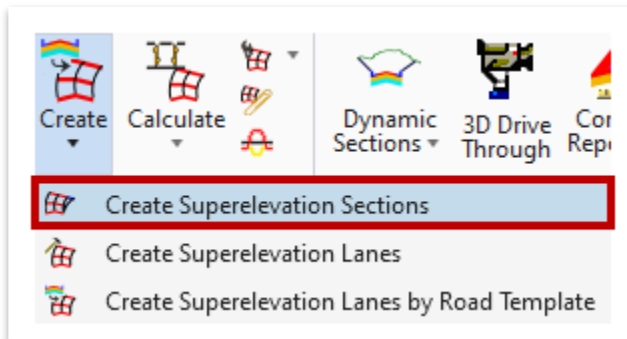 Create Calculate Dynamic Sections 3D Drive Through
Create Superelevation Sections
Create Superelevation Lanes
Create Superelevation Lanes by Road Template